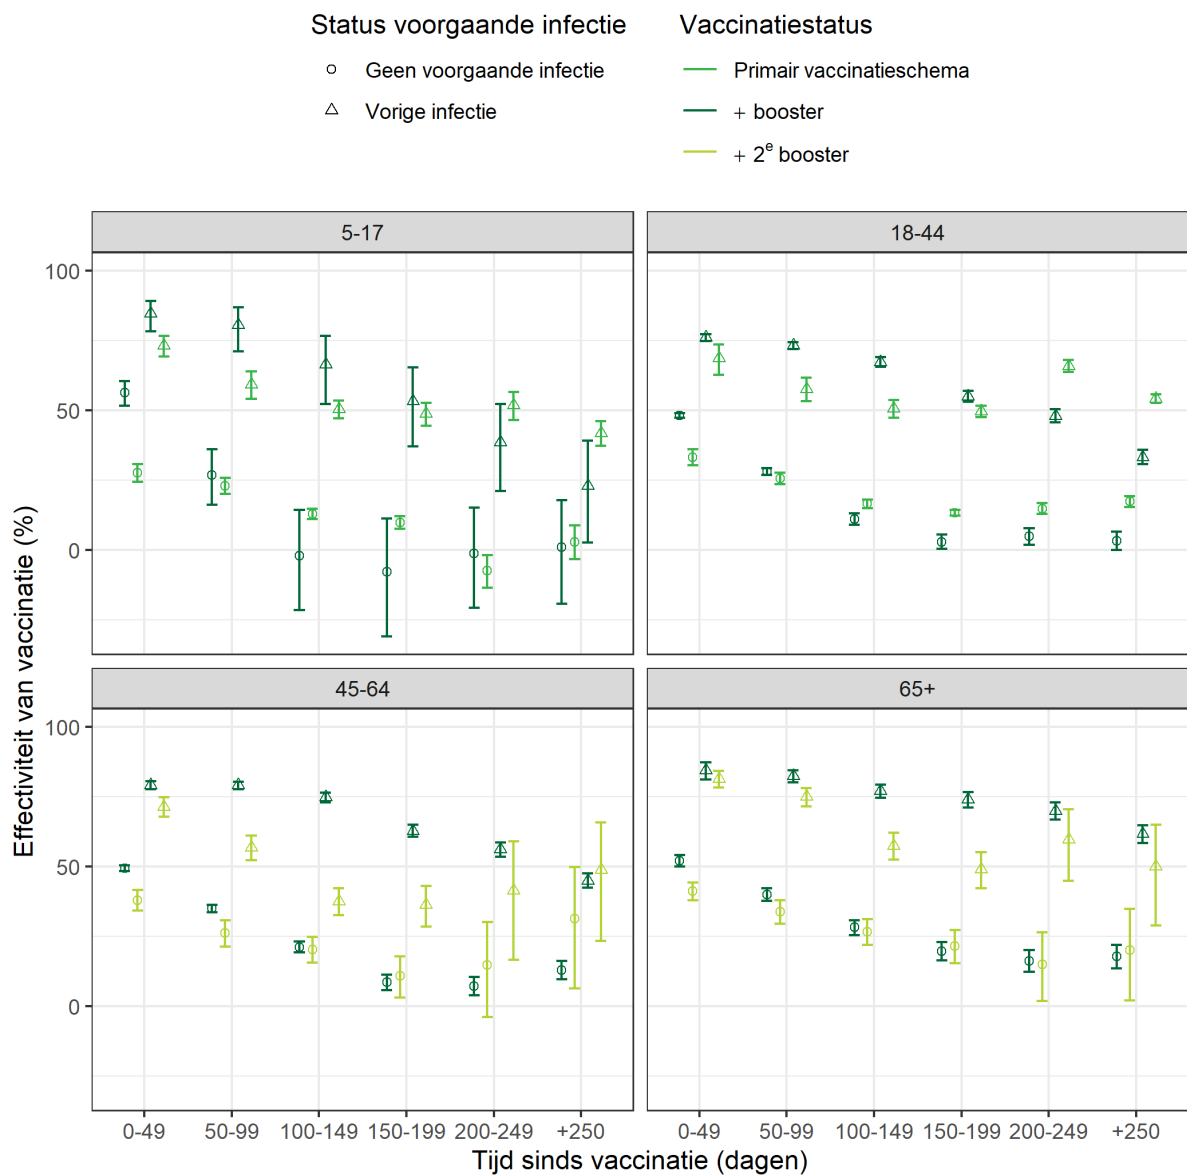 Status voorgaande infectie
Geen voorgaande infectie
Vorige infectie
Vaccinatiestatus
Primair vaccinatieschema
+ booster
+ 2e booster
5-17
18-44
100
50
0
45-64
65+
100
50
0
Effectiviteit van vaccinatie (%)
0-49 50-99 100-149 150-199 200-249 +250
0-49 50-99 100-149 150-199 200-249 +250
Tijd sinds vaccinatie (dagen)